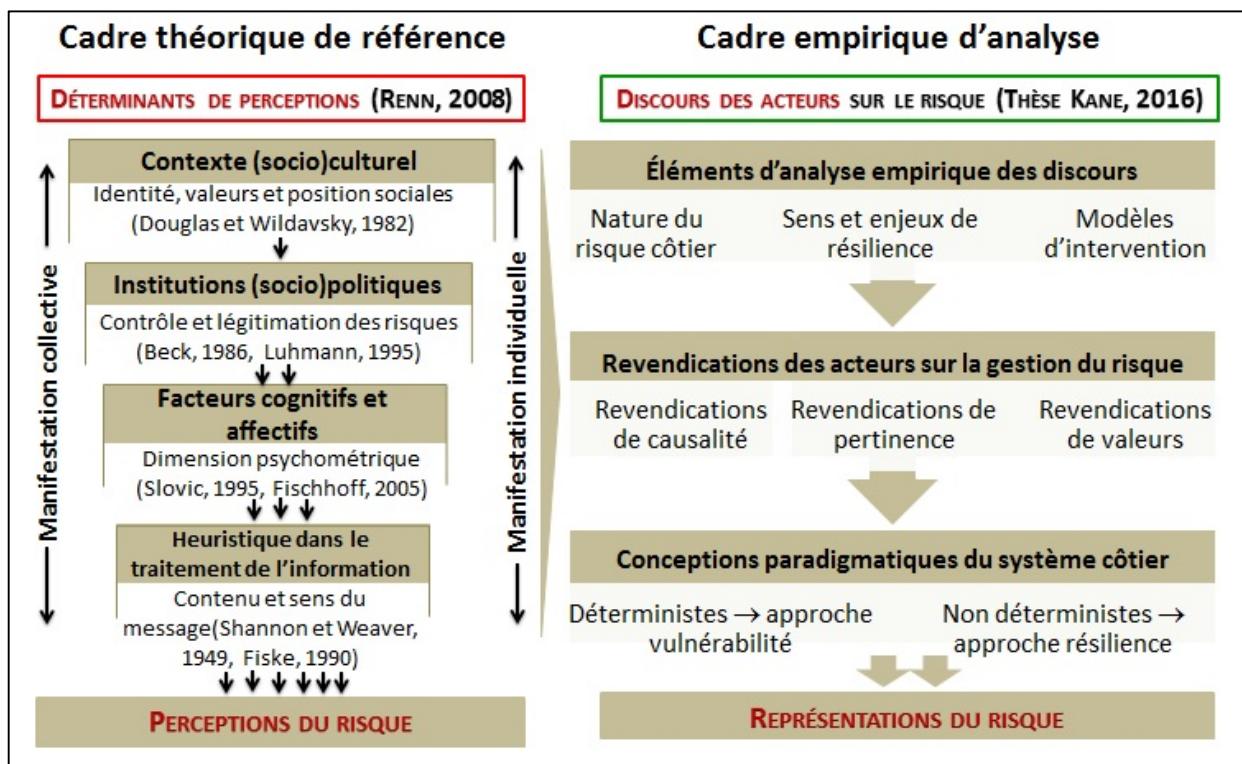 Cadre théorique de référence
DÉTERMINANTS DE PERCEPTIONS (RENN, 2008)
Manifestation collective
Contexte (socio)culturel
Identité, valeurs et position sociales
(Douglas et Wildavsky, 1982)
Institutions (socio)politiques
Contrôle et légitimation des risques
(Beck, 1986, Luhmann, 1995)
Facteurs cognitifs et
affectifs
Dimension psychométrique
(Slovic, 1995, Fischhoff, 2005)
Heuristique dans le
traitement de l'information
Contenu et sens du
message(Shannon et Weaver,
1949, Fiske, 1990)
Manifestation individuelle
PERCEPTIONS DU RISQUE
Cadre empirique d'analyse
DISCOURS DES ACTEURS SUR LE RISQUE (THÈSE KANE, 2016)
Éléments d'analyse empirique des discours
Nature du
risque côtier
Sens et enjeux de
résilience
Modèles
d'intervention
Revendications des acteurs sur la gestion du risque
Revendications
de causalité
Revendications de
pertinence
Revendications
de valeurs
Conceptions paradigmatiques du système côtier
Déterministes → approche
vulnérabilité
Non déterministes →
approche résilience
REPRÉSENTATIONS DU RISQUE